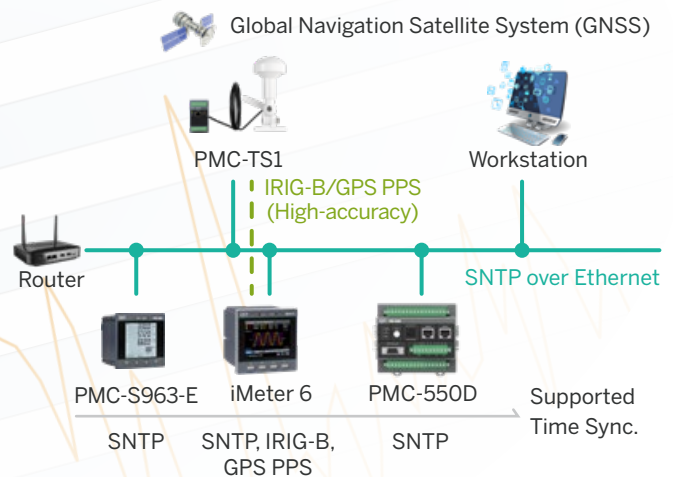 Global Navigation Satellite System (GNSS)
PMC-TS1
Workstation
IRIG-B/GPS PPS
(High-accuracy)
Router
SNTP over Ethernet
PMC-S963-E
iMeter 6
PMC-550D
Supported
Time Sync.
SNTP
SNTP, IRIG-B,
GPS PPS
SNTP